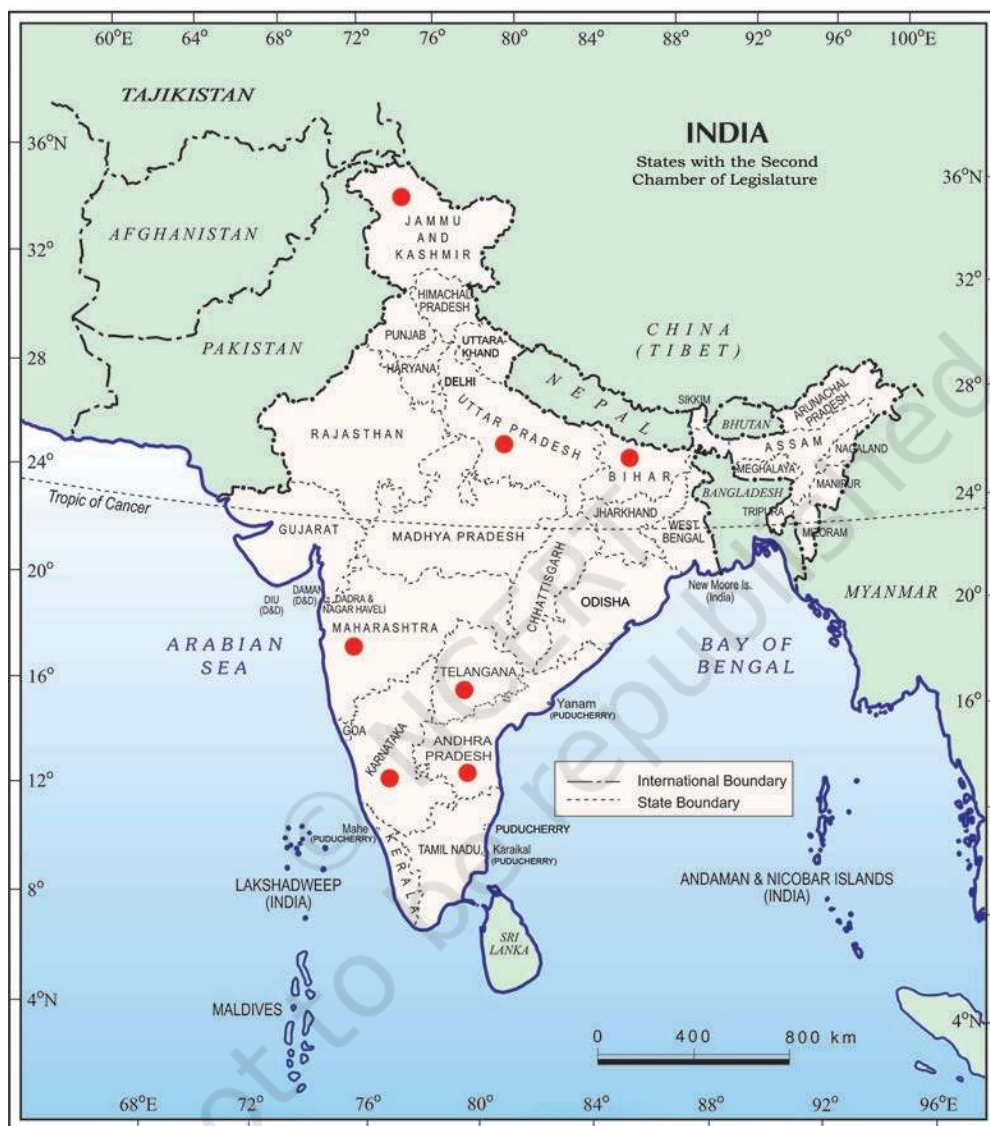 60°E 64° 68° 72° 76° 80° 84° 88° 92° 96° 100°E
TAJIKISTAN
INDIA
States with the Second
Chamber of Legislature
36°N
36°N
JAMMU
AND
KASHMIR
AFGHANISTAN
32°
32°
HIMACHAL
PRADESH
PUNJAB
UTTARA-
KHAND
CHINA
(TIBET)
PAKISTAN
HARYANA
DELHI
28°
28°
NEPAL
SIKKIM
BHUTAN
ARUNACHAL
PRADESH
UTTAR PRADESH
RAJASTHAN
ASSAM
NAGALAND
24°
24°
BIHAR
MEGHALAYA
MANIRUR
BANGLADESH
Tropic of Cancer
JHARKHAND
TRIPURA
GUJARAT
MADHYA PRADESH
WEST
BENGAL
MIZORAM
CHHATTISGARH
20°
20°
DIU
(D&D)
DAMAN
(D&D)
DADRA &
NAGAR HAVELI
ODISHA
New Moore Is.
(India)
MYANMAR
MAHARASHTRA
ARABIAN
SEA
BAY OF
BENGAL
TELANGANA
16°
16°
Yanam
(PUDUCHERRY)
GOA
KARNATAKA
ANDHRA
PRADESH
12°
12°
International Boundary
State Boundary
Mahe
(PUDUCHERRY)
PUDUCHERRY
KERALA
TAMIL NADU,
Karaikal
(PUDUCHERRY)
LAKSHADWEEP
(INDIA)
ANDAMAN & NICOBAR ISLANDS
(INDIA)
8°
8°
SRI
LANKA
4°N
4°N
MALDIVES
0 400 800 km
68°E 72° 76° 80° 84° 88° 92° 96°E
© NCERT
not to be republished